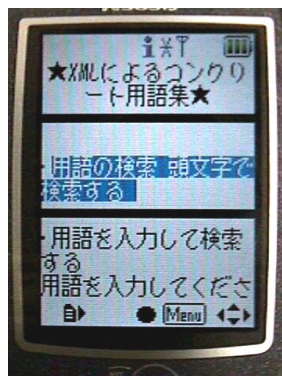 ★XMLによるコンクリ
ート用語集★
・用語の検索 頭文字で
検索する
・用語を入力して検索
する
用語を入力してくださ
Menu